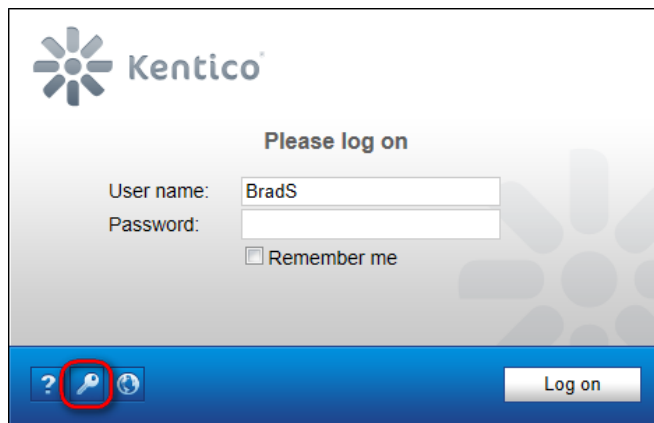 Kentico
Please log on
User name: BradS
Password:
Remember me
? Log on